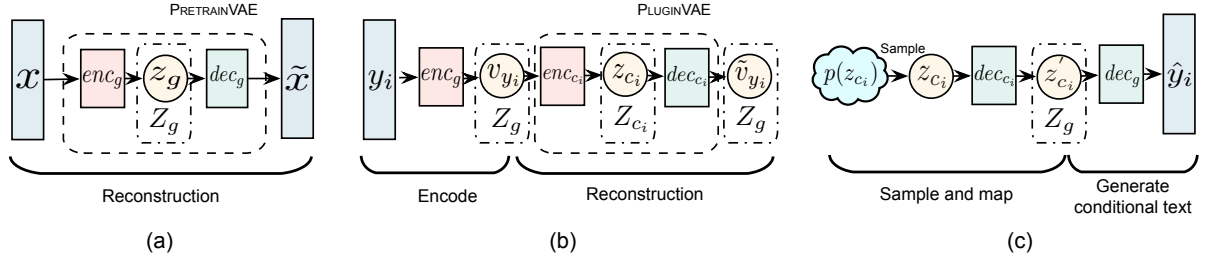 PRETRAINVAE
x enc_g z_g dec_g x̃
Z_g
Reconstruction
(a)
PLUGINVAE
y_i enc_g v_{y_i} enc_{c_i} z_{c_i} dec_{c_i} ṽ_{y_i}
Z_g Z_{c_i} Z_g
Encode Reconstruction
(b)
Sample
p(z_{c_i}) z_{c_i} dec_{c_i} z'_{c_i} dec_g ŷ_i
Z_g
Sample and map
Generate
conditional text
(c)